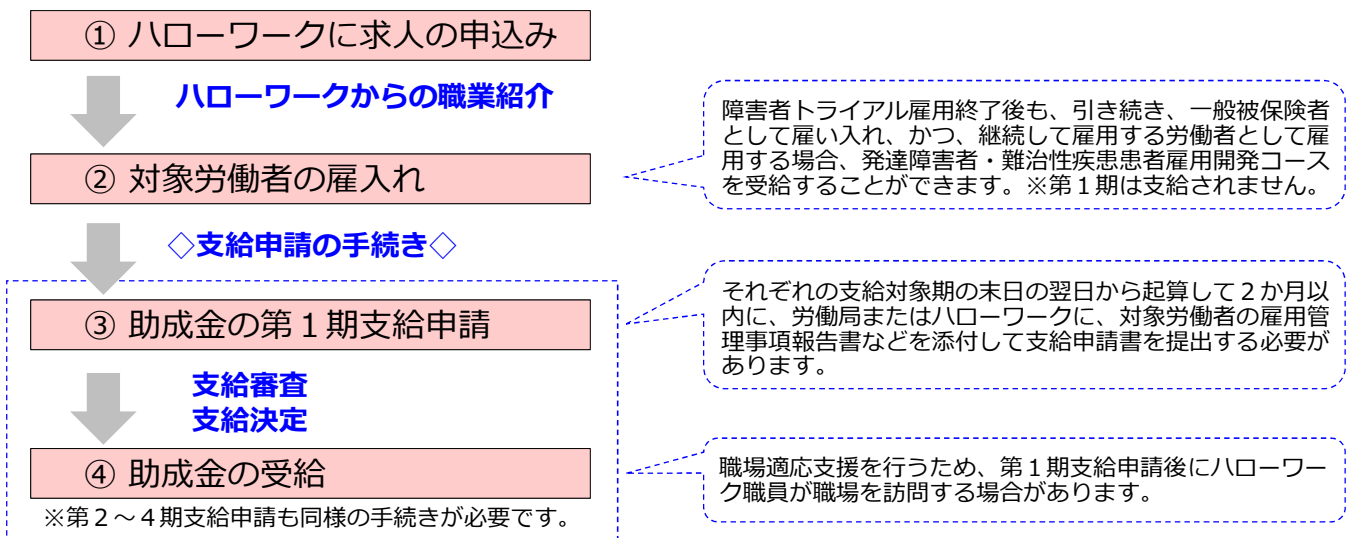 ① ハローワークに求人の申込み
ハローワークからの職業紹介
② 対象労働者の雇入れ
障害者トライアル雇用終了後も、引き続き、一般被保険者
として雇い入れ、かつ、継続して雇用する労働者として雇
用する場合、発達障害者・難治性疾患患者雇用開発コース
を受給することができます。※第１期は支給されません。
◇支給申請の手続き◇
③ 助成金の第１期支給申請
それぞれの支給対象期の末日の翌日から起算して２か月以
内に、労働局またはハローワークに、対象労働者の雇用管
理事項報告書などを添付して支給申請書を提出する必要が
あります。
支給審査
支給決定
④ 助成金の受給
職場適応支援を行うため、第１期支給申請後にハローワー
ク職員が職場を訪問する場合があります。
※第２～４期支給申請も同様の手続きが必要です。